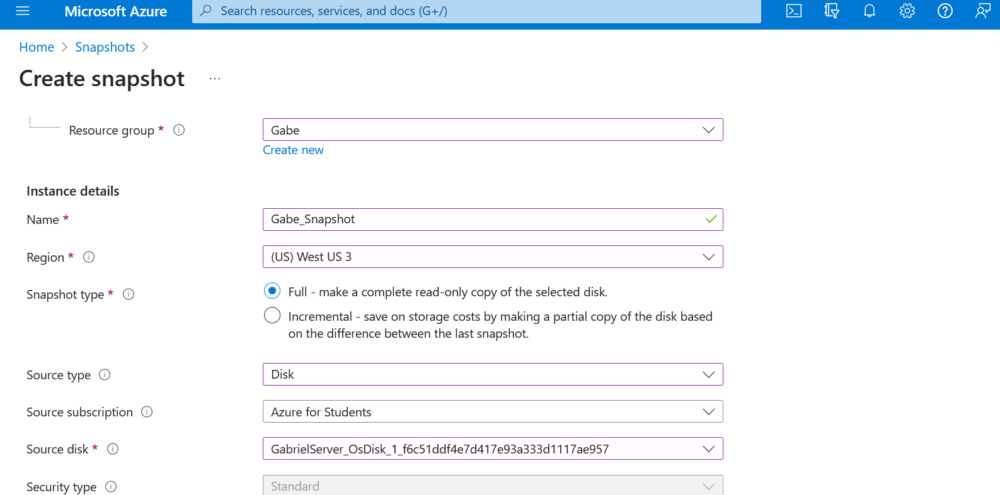 Microsoft Azure
Search resources, services, and docs (G+/)
Home > Snapshots >
Create snapshot ...
Resource group *
Gabe
Create new
Instance details
Name *
Gabe_Snapshot
Region *
(US) West US 3
Snapshot type *
Full - make a complete read-only copy of the selected disk.
Incremental - save on storage costs by making a partial copy of the disk based
on the difference between the last snapshot.
Source type
Disk
Source subscription
Azure for Students
Source disk *
GabrielServer_OsDisk_1_f6c51ddf4e7d417e93a333d1117ae957
Security type
Standard